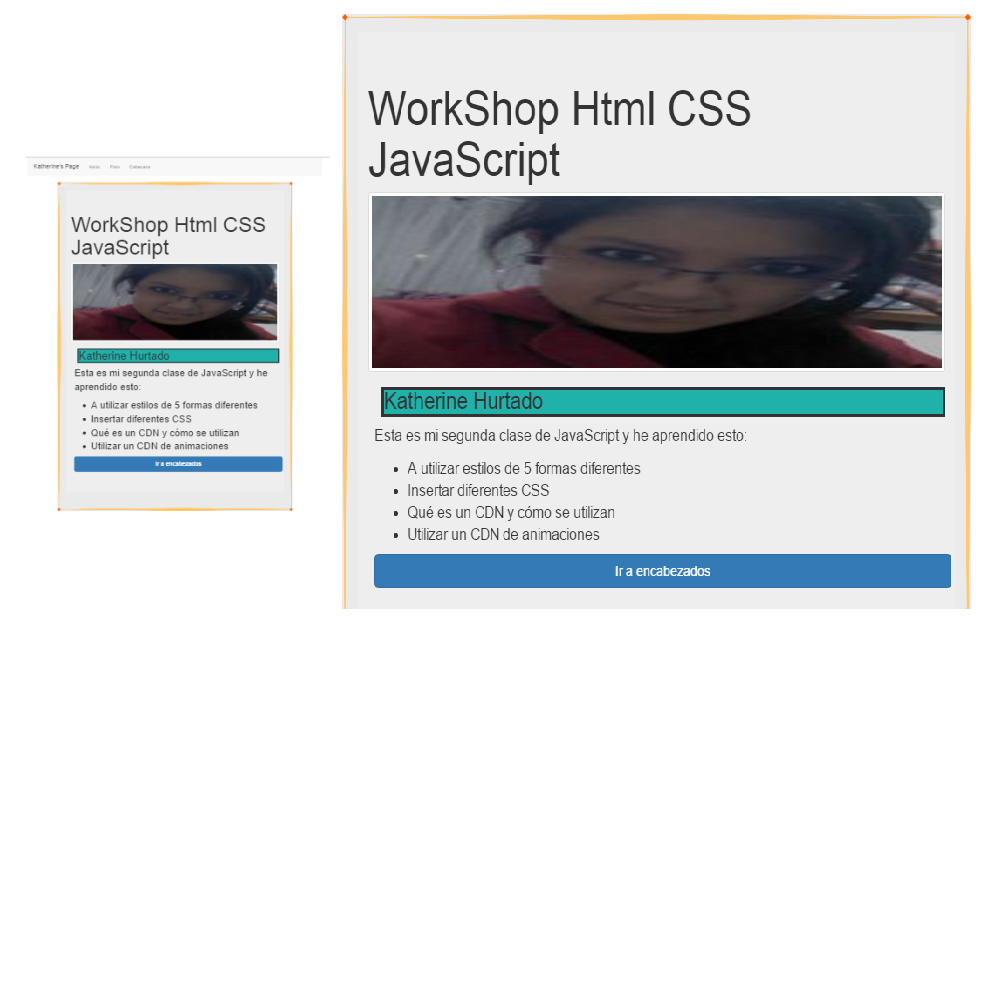 Katherine's Page Inicio Foro
WorkShop Html CSS
JavaScript
Katherine Hurtado
Esta es mi segunda clase de JavaScript y he
aprendido esto:
A utilizar estilos de 5 formas diferentes
Insertar diferentes CSS
Qué es un CDN y cómo se utilizan
Utilizar un CDN de animaciones
Ir a encabezados
WorkShop Html CSS
JavaScript
Katherine Hurtado
Esta es mi segunda clase de JavaScript y he aprendido esto:
A utilizar estilos de 5 formas diferentes
Insertar diferentes CSS
Qué es un CDN y cómo se utilizan
Utilizar un CDN de animaciones
Ir a encabezados